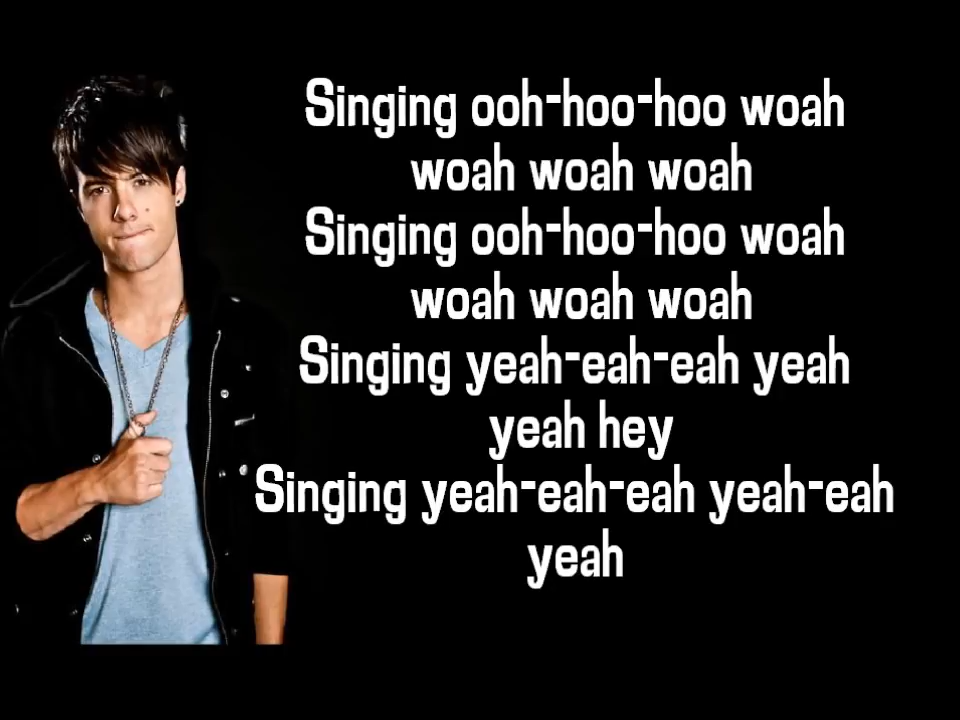 Singing ooh-hoo-hoo woah
woah woah woah
Singing ooh-hoo-hoo woah
woah woah woah
Singing yeah-eah-eah yeah
yeah hey
Singing yeah-eah-eah yeah-eah
yeah